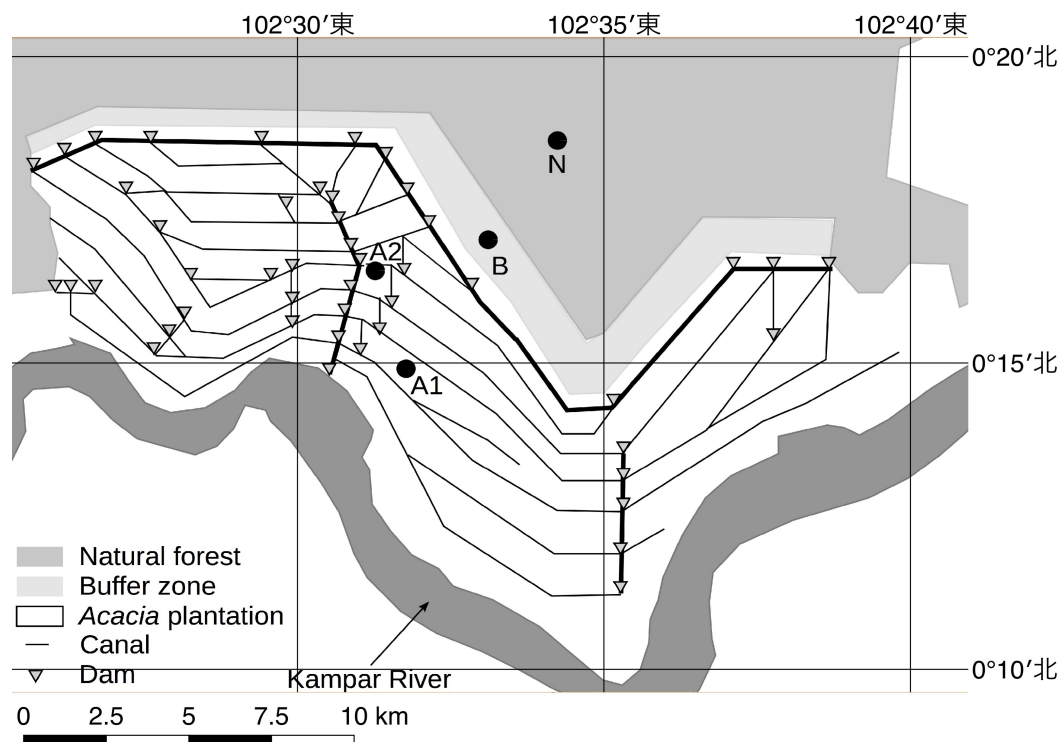 102°30′東 102°35′東 102°40′東
0°20′北
N
B
A2
0°15′北
A1
Natural forest
Buffer zone
Acacia plantation
Canal
Dam
Kampar River
0°10′北
0 2.5 5 7.5 10 km